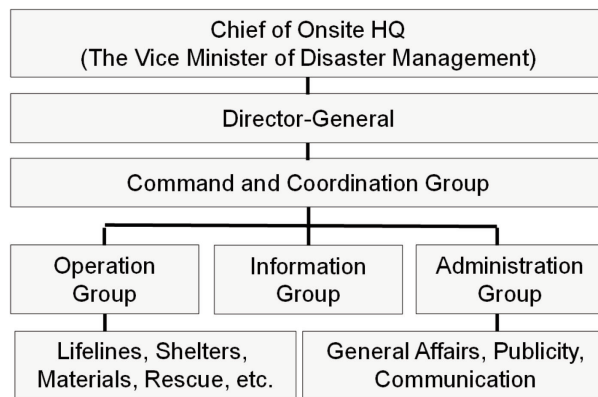 Chief of Onsite HQ
(The Vice Minister of Disaster Management)
Director-General
Command and Coordination Group
Operation
Group
Information
Group
Administration
Group
Lifelines, Shelters,
Materials, Rescue, etc.
General Affairs, Publicity,
Communication